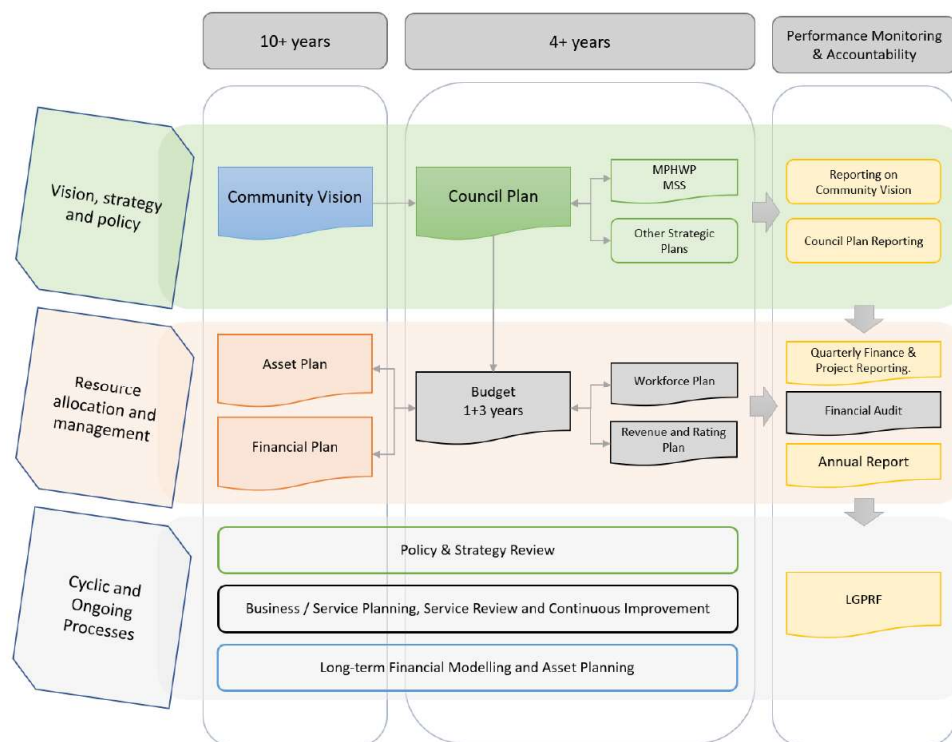 10+ years
4+ years
Performance Monitoring
& Accountability
Vision, strategy
and policy
Community Vision
Council Plan
MPHWP
MSS
Other Strategic
Plans
Reporting on
Community Vision
Council Plan Reporting
Resource
allocation and
management
Asset Plan
Financial Plan
Budget
1+3 years
Workforce Plan
Revenue and Rating
Plan
Quarterly Finance &
Project Reporting.
Financial Audit
Annual Report
Cyclic and
Ongoing
Processes
Policy & Strategy Review
Business / Service Planning, Service Review and Continuous Improvement
Long-term Financial Modelling and Asset Planning
LGPRF